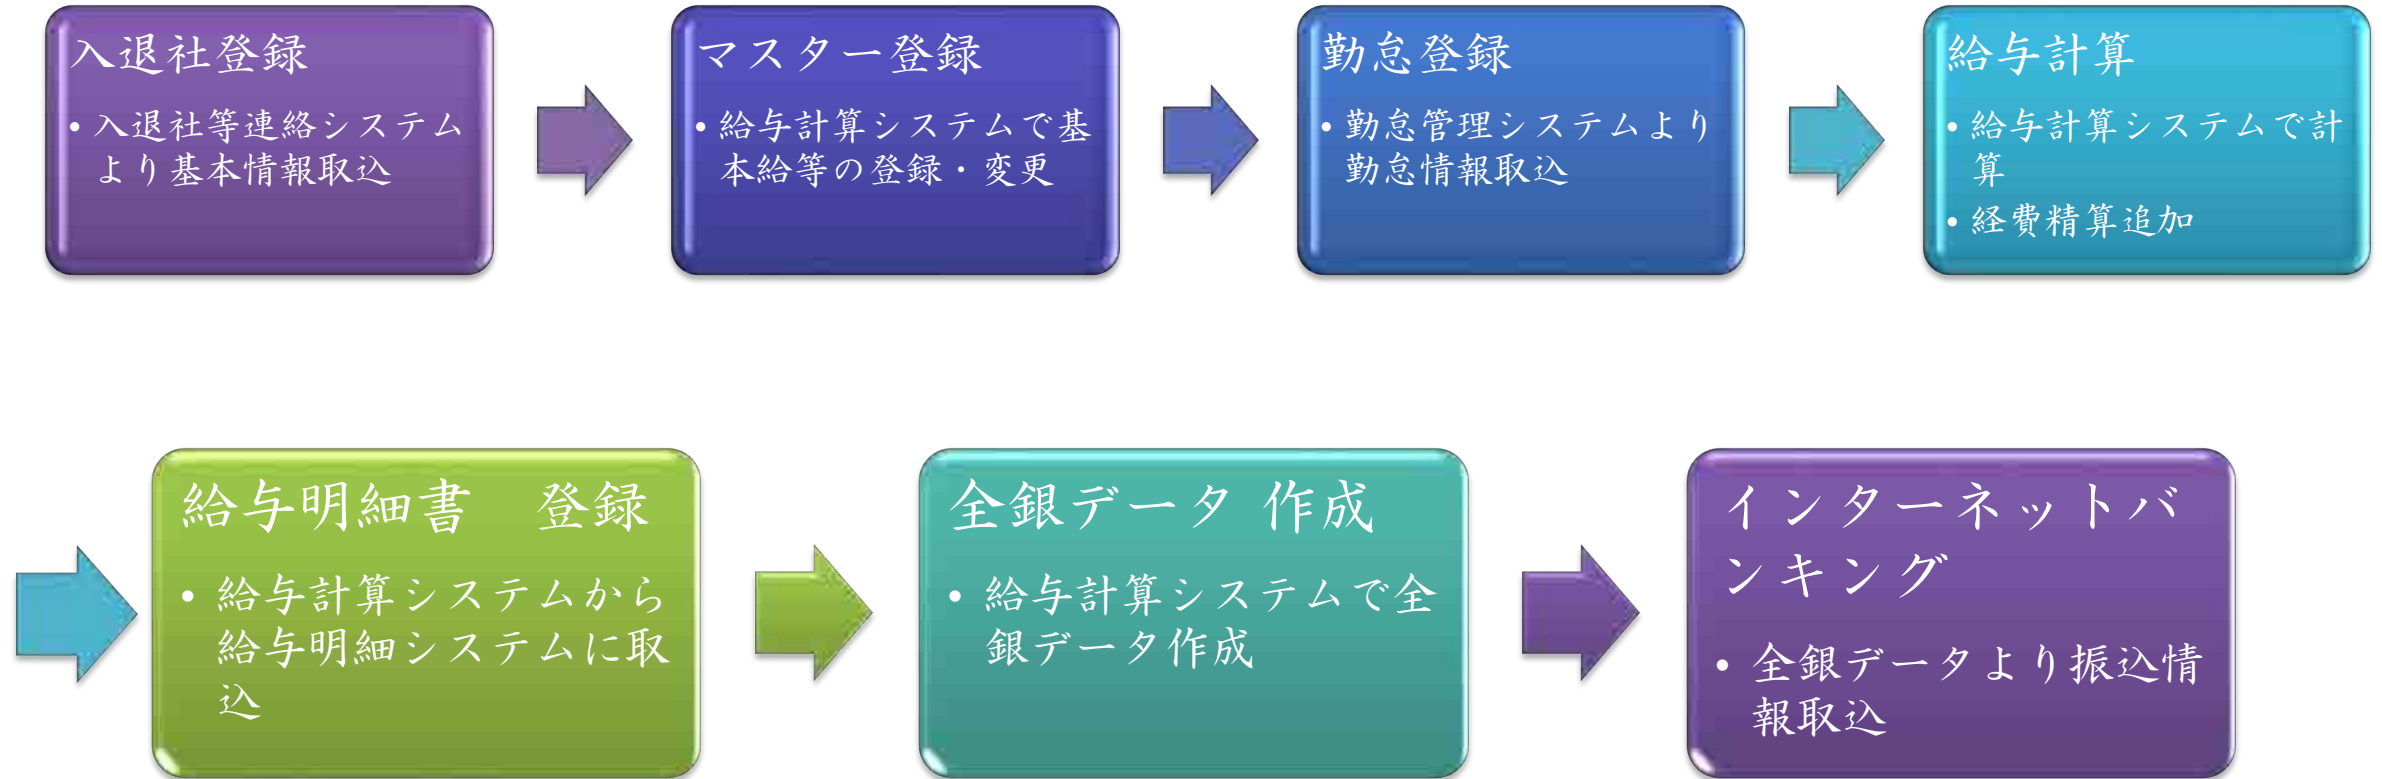 入退社登録
• 入退社等連絡システム
より基本情報取込
マスター登録
• 給与計算システムで基
本給等の登録・変更
勤怠登録
• 勤怠管理システムより
勤怠情報取込
給与計算
• 給与計算システムで計
算
• 経費精算追加
給与明細書　登録
• 給与計算システムから
給与明細システムに取
込
全銀データ 作成
• 給与計算システムで全
銀データ作成
インターネットバ
ンキング
• 全銀データより振込情
報取込